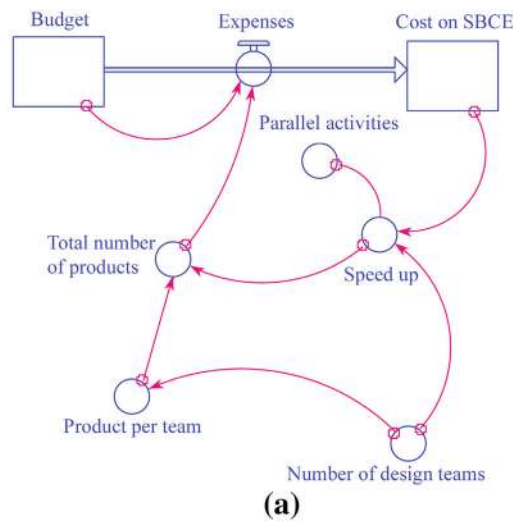 Budget
Expenses
Cost on SBCE
Parallel activities
Total number
of products
Speed up
Product per team
Number of design teams
(a)